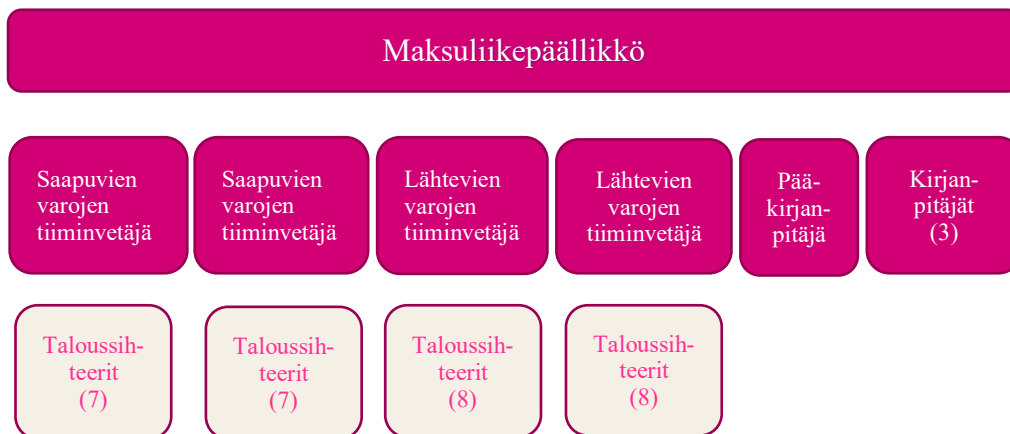 Maksuliikepäällikkö
Saapuvien
varojen
tiiminvetäjä
Saapuvien
varojen
tiiminvetäjä
Lähtevien
varojen
tiiminvetäjä
Lähtevien
varojen
tiiminvetäjä
Pää-
kirjan-
pitäjä
Kirjan-
pitäjät
(3)
Taloussih-
teerit
(7)
Taloussih-
teerit
(7)
Taloussih-
teerit
(8)
Taloussih-
teerit
(8)